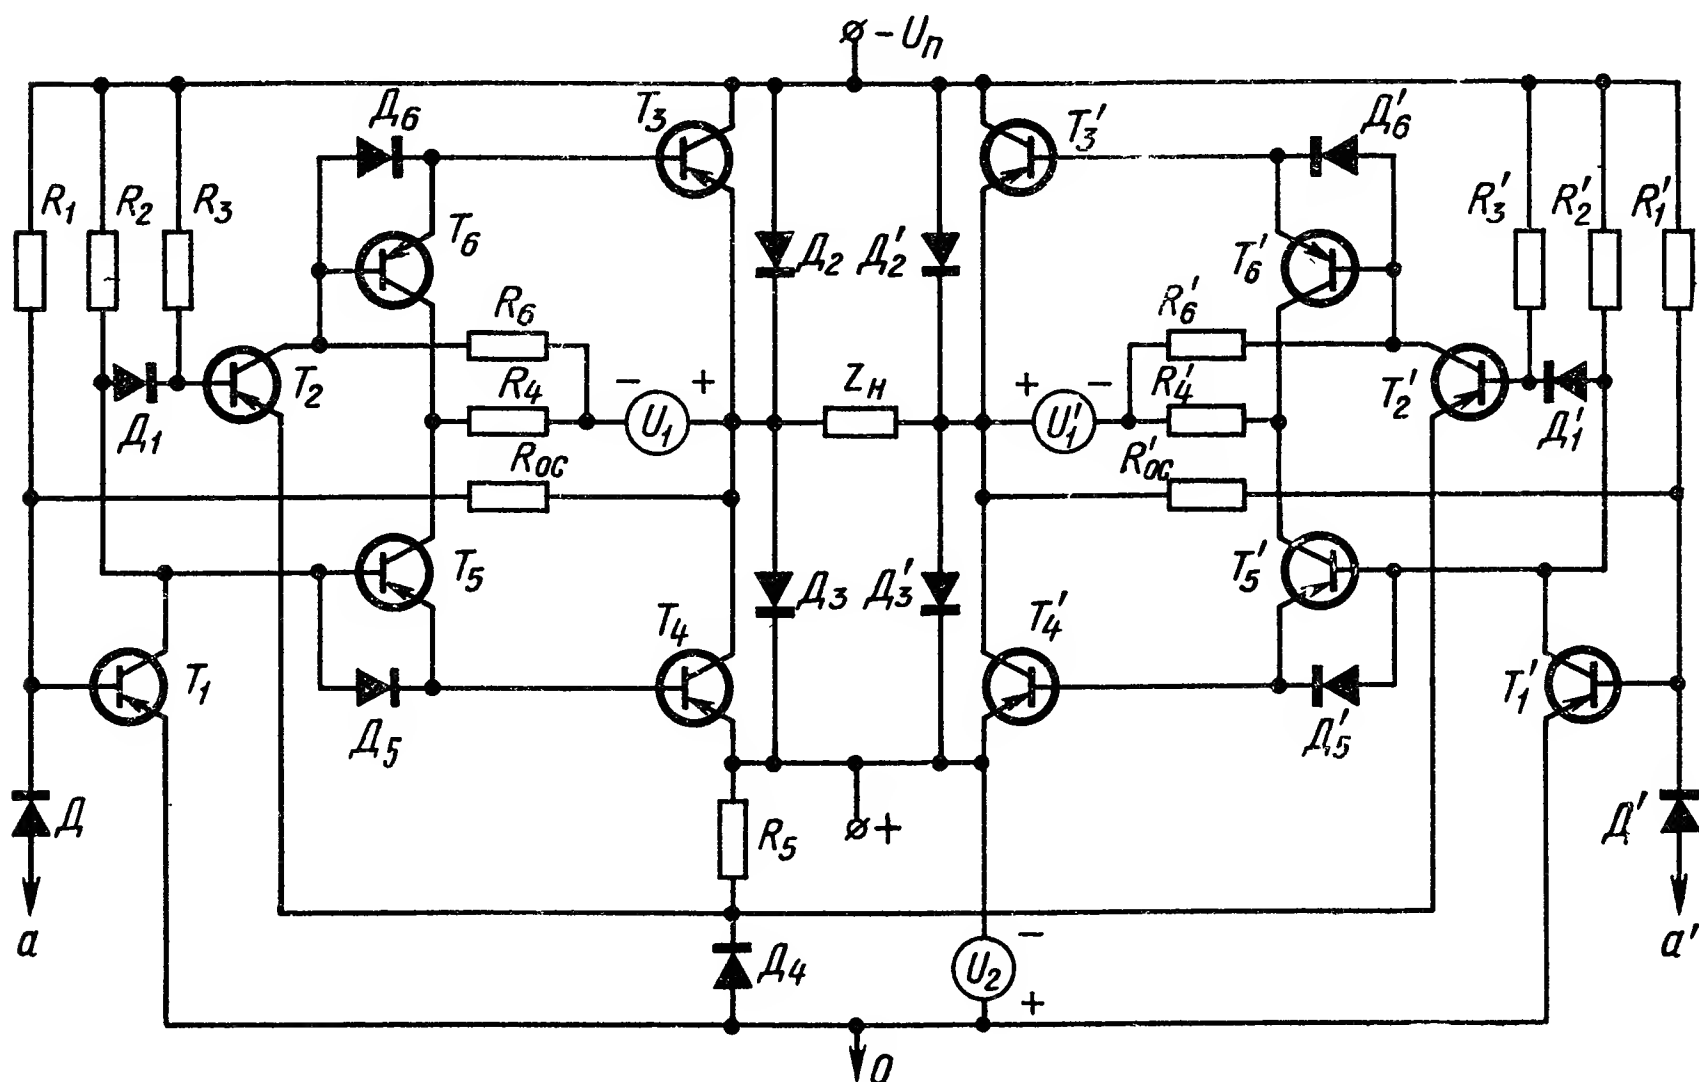 -Uп
Д6
T3
T3'
Д6'
R1
R2
R3
T6
Д2
Д2'
T6'
R3'
R2'
R1'
R6
R6'
T2
R4
-
U1
+
Zн
+
U1'
-
R4'
T2'
Д1
Д1'
Rос
R'ос
T5
Д3
Д3'
T5'
T1
T4
T4'
T1'
Д5
Д5'
Д
R5
+
Д'
a
Д4
-
U2
+
a'
0